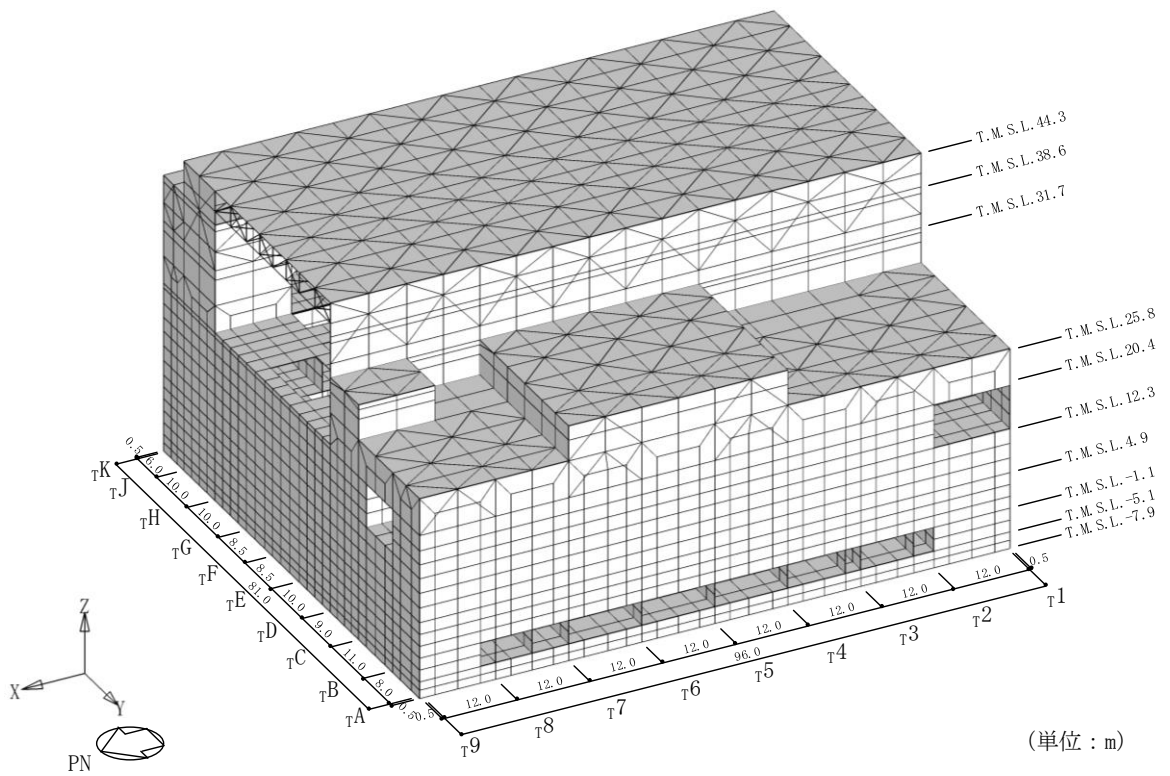 T.M.S.L.44.3
T.M.S.L.38.6
T.M.S.L.31.7
T.M.S.L.25.8
T.M.S.L.20.4
T.M.S.L.12.3
T.M.S.L.4.9
T.M.S.L.-1.1
T.M.S.L.-5.1
T.M.S.L.-7.9
0.5
6.0
10.0
10.0
8.5
8.5
10.0
9.0
11.0
8.0
0.5
81.0
TK
TJ
TH
TG
TF
TE
TD
TC
TB
TA
0.5
12.0
12.0
12.0
12.0
12.0
12.0
12.0
12.0
0.5
96.0
T9
T8
T7
T6
T5
T4
T3
T2
T1
Z
X
Y
PN
(単位：m)